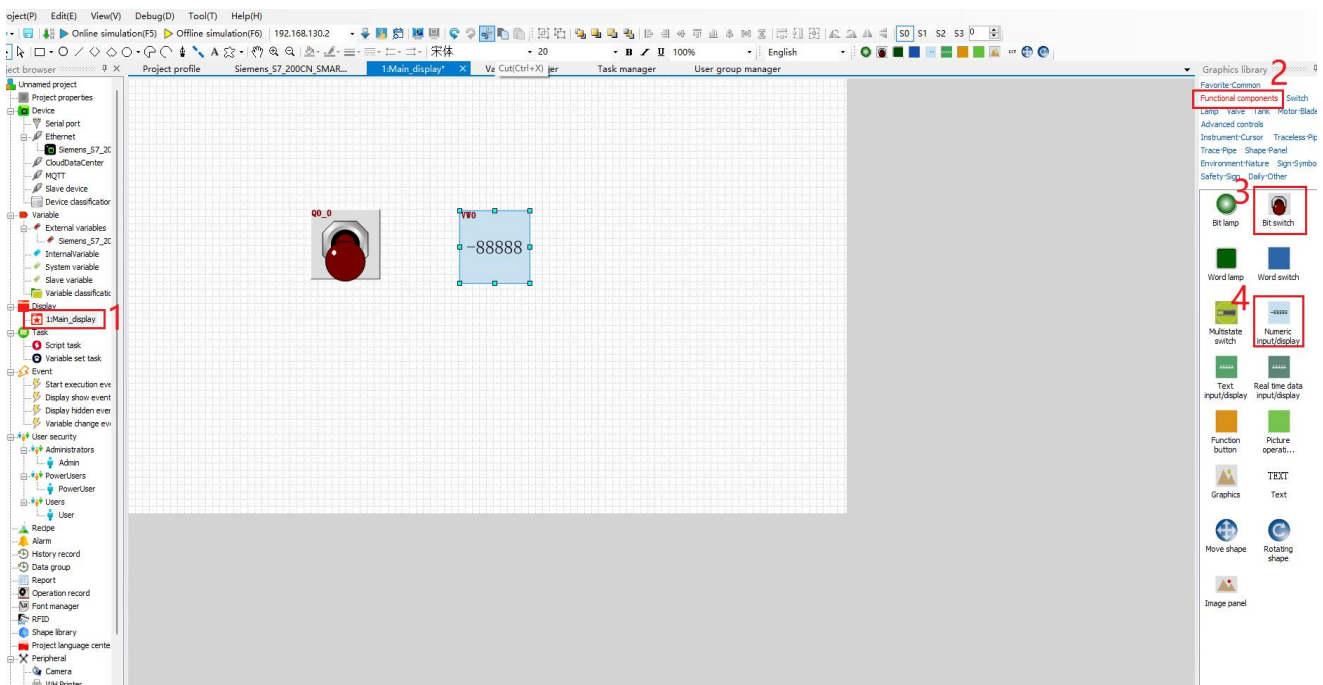 oject(P) Edit(E) View(V) Debug(D) Tool(T) Help(H)
Online simulation(F5) Offline simulation(F6) 192.168.130.2 S0 S1 S2 S3 0
A 宋体 20 B I U 100% English
ject browser
Project profile Siemens_S7_200CN_SMAR... 1:Main_display* Va Cut(Ctrl+X) er Task manager User group manager
Unnamed project
Project properties
Device
Serial port
Ethernet
Siemens_S7_20
CloudDataCenter
MQTT
Slave device
Device classification
Variable
External variables
Siemens_S7_20
InternalVariable
System variable
Slave variable
Variable classificatic
Display
1:Main_display
1
Task
Script task
Variable set task
Event
Start execution eve
Display show event
Display hidden ever
Variable change eve
User security
Administrators
Admin
PowerUsers
PowerUser
Users
User
Recipe
Alarm
History record
Data group
Report
Operation record
Font manager
RFID
Shape library
Project language cente
Peripheral
Camera
WH Printer
Q0_0
VW0
-88888
Graphics library
2
Favorite·Common
Functional components Switch
Lamp Valve Tank Motor·Blade
Advanced controls
Instrument·Cursor Traceless·Pip
Trace·Pipe Shape·Panel
Environment·Nature Sign·Symbo
Safety·Sign Daily·Other
3
Bit lamp Bit switch
Word lamp Word switch
4
Multistate switch
Numeric input/display
Text input/display
Real time data input/display
Function button
Picture operati...
Graphics
TEXT
Text
Move shape
Rotating shape
Image panel